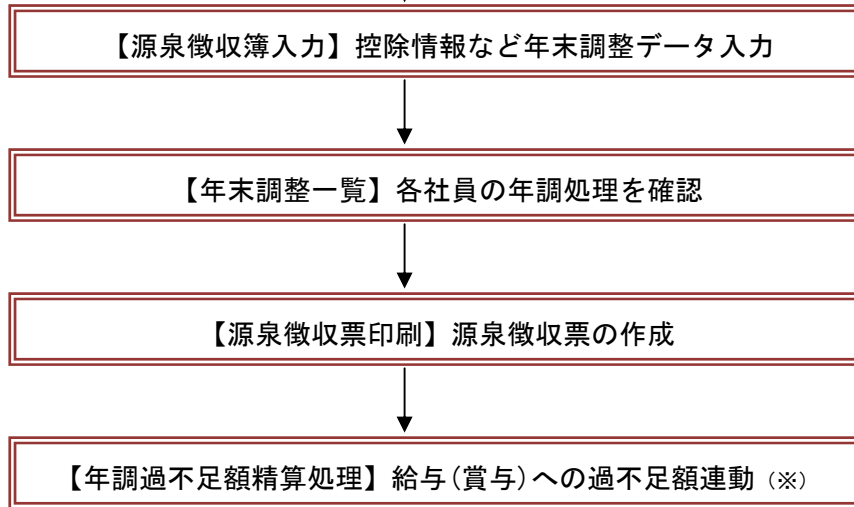 【源泉徴収簿入力】控除情報など年末調整データ入力
【年末調整一覧】各社員の年調処理を確認
【源泉徴収票印刷】源泉徴収票の作成
【年調過不足額精算処理】給与(賞与)への過不足額連動(※)